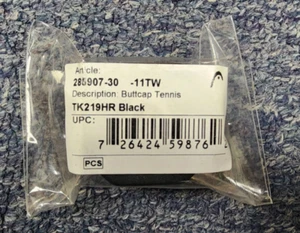 Article:
285907-30 -11TW
Description: Buttcap Tennis
TK219HR Black
UPC:
7 26424 59876
PCS